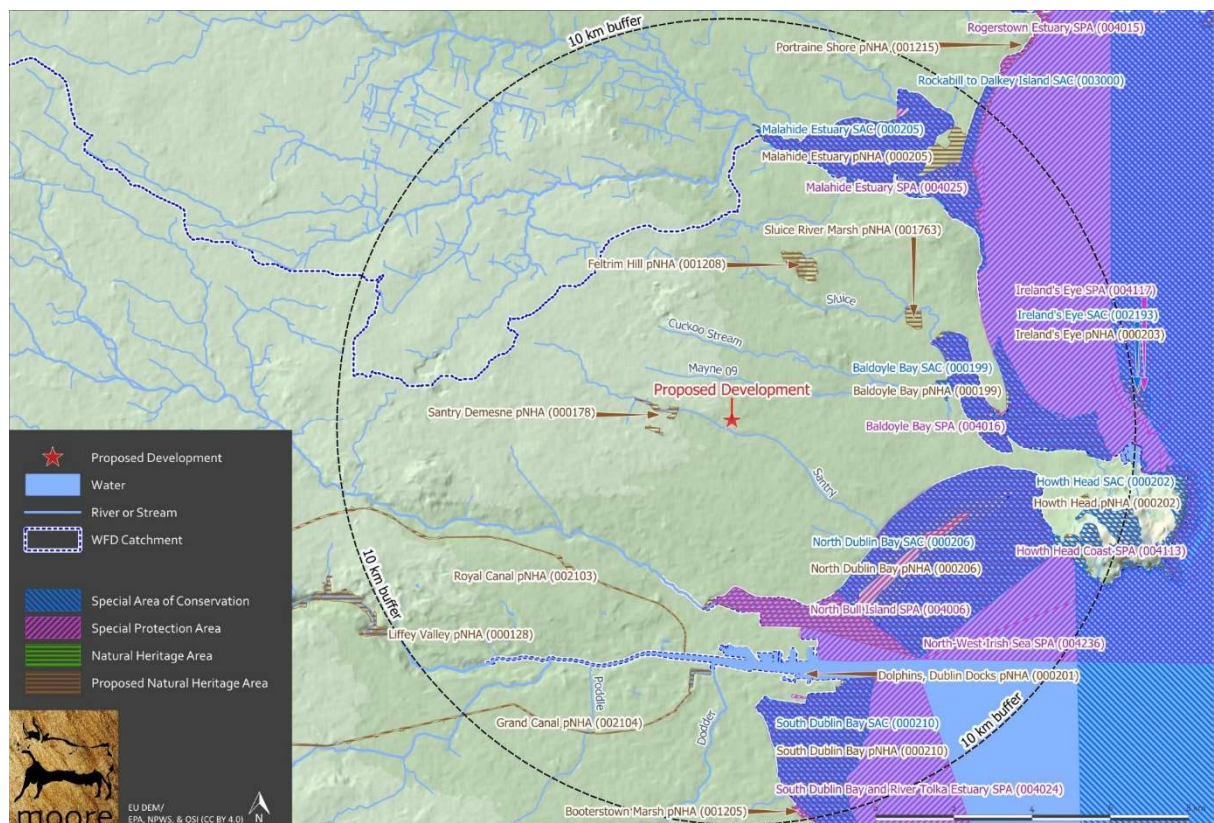 10 km buffer
Rogerstown Estuary SPA (004015)
Portraine Shore pNHA (001215)
Rockabill to Dalkey Island SAC (003000)
Malahide Estuary SAC (000205)
Malahide Estuary pNHA (000205)
Malahide Estuary SPA (004025)
Sluice River Marsh pNHA (001763)
Feltrim Hill pNHA (001208)
Sluice
Ireland's Eye SPA (004117)
Ireland's Eye SAC (002193)
Ireland's Eye pNHA (000203)
Cuckoo Stream
Mayne 09
Baldoyle Bay SAC (000199)
Baldoyle Bay pNHA (000199)
Baldoyle Bay SPA (004016)
Proposed Development
Santry Demesne pNHA (000178)
Santry
Howth Head SAC (000202)
Howth Head pNHA (000202)
Howth Head Coast SPA (004113)
North Dublin Bay SAC (000206)
North Dublin Bay pNHA (000206)
North Bull Island SPA (004006)
North-West Irish Sea SPA (004236)
10 km buffer
Royal Canal pNHA (002103)
Liffey Valley pNHA (000128)
Dolphins, Dublin Docks pNHA (001201)
Poddle
Dodder
Grand Canal pNHA (002104)
South Dublin Bay SAC (000210)
South Dublin Bay pNHA (000210)
10 km buffer
South Dublin Bay and River Tolka Estuary SPA (004024)
Booterstown Marsh pNHA (001205)
Proposed Development
Water
River or Stream
WFD Catchment
Special Area of Conservation
Special Protection Area
Natural Heritage Area
Proposed Natural Heritage Area
moore
EU DEM/
EPA, NPWS, & OSI (CC BY 4.0)
N